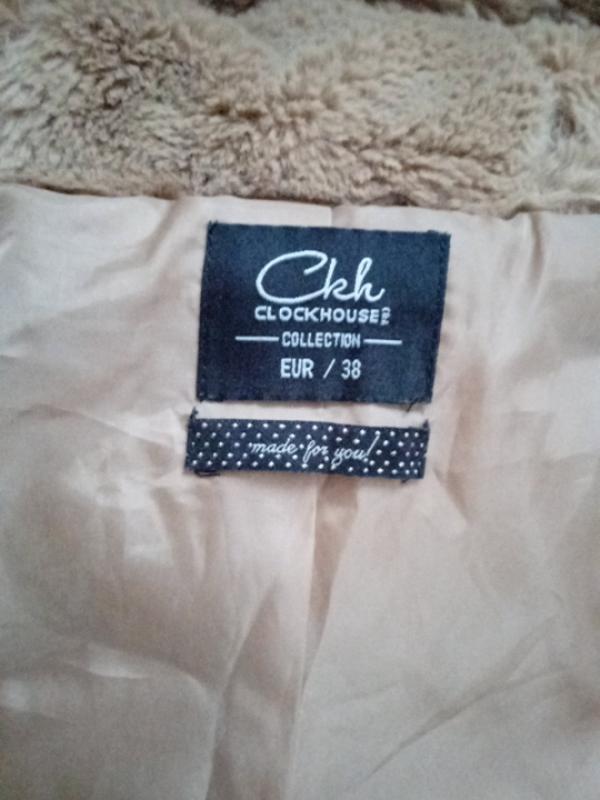 Ckh
CLOCKHOUSE
COLLECTION
EUR / 38
made for you!